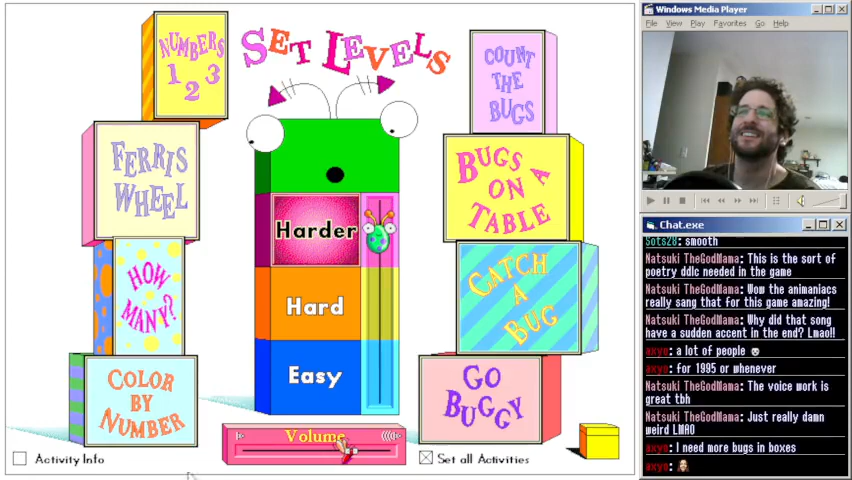 NUMBERS
1 2 3
SET LEVELS
COUNT
THE
BUGS
FERRIS
WHEEL
BUGS
ON A
TABLE
Harder
HOW
MANY?
CATCH
A
BUG
Hard
Easy
COLOR
BY
NUMBER
GO
BUGGY
Volume
Activity Info
Set all Activities
Windows Media Player
File View Play Favorites Go Help
Chat.exe
Sots28: smooth
Natsuki TheGodMama: This is the sort of
poetry ddlc needed in the game
Natsuki TheGodMama: Wow the animaniacs
really sang that for this game amazing!
Natsuki TheGodMama: Why did that song
have a sudden accent in the end? Lmao!!
axyo: a lot of people
axyo: for 1995 or whenever
Natsuki TheGodMama: The voice work is
great tbh
Natsuki TheGodMama: Just really damn
weird LMAO
axyo: I need more bugs in boxes
axyo: